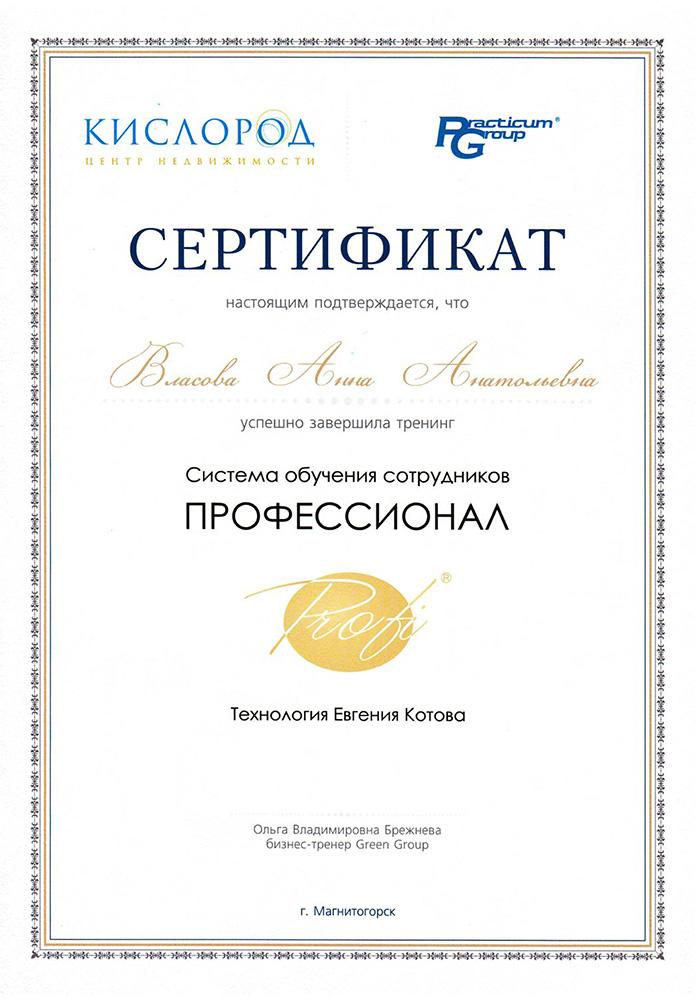 КИСЛОРОД
ЦЕНТР НЕДВИЖИМОСТИ
Practicum®
Group
СЕРТИФИКАТ
настоящим подтверждается, что
Власова Анна Анатольевна
успешно завершила тренинг
Система обучения сотрудников
ПРОФЕССИОНАЛ
Profi®
Технология Евгения Котова
Ольга Владимировна Брежнева
бизнес-тренер Green Group
г. Магнитогорск